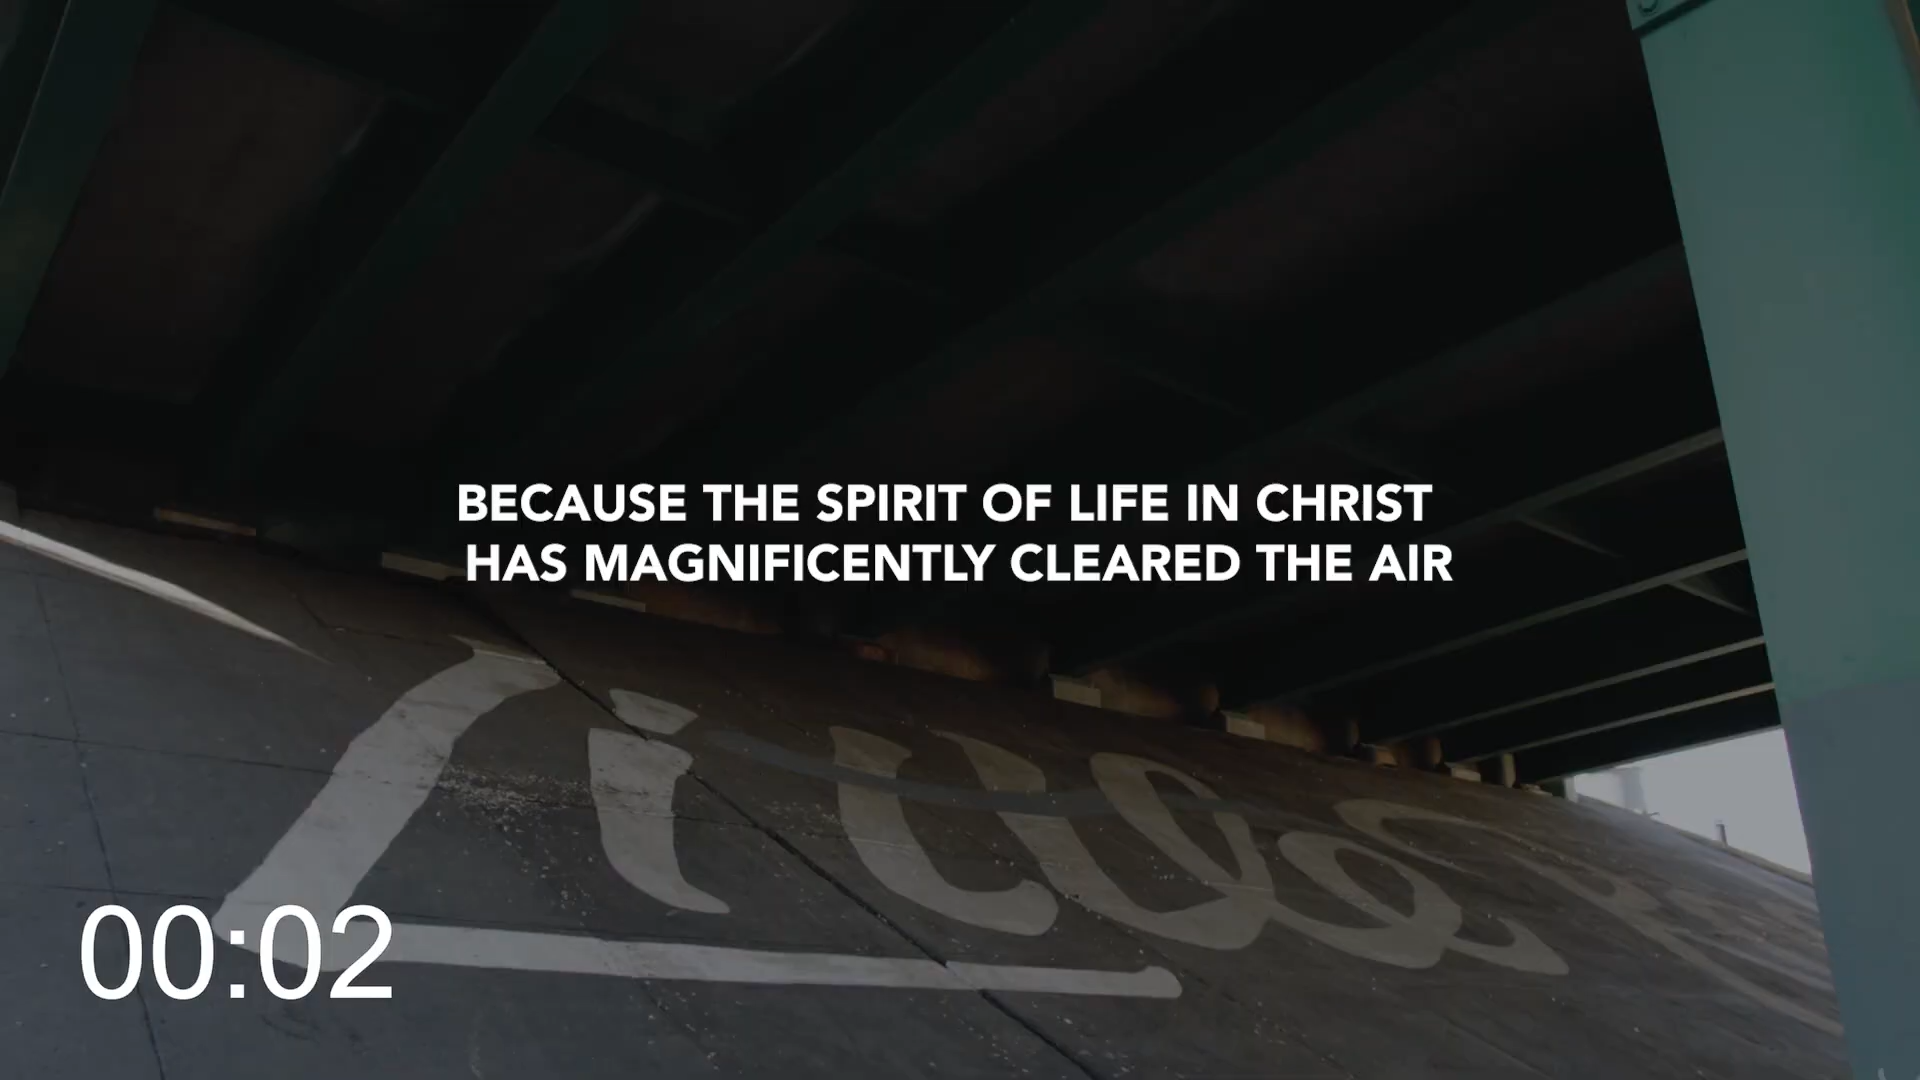 BECAUSE THE SPIRIT OF LIFE IN CHRIST
HAS MAGNIFICENTLY CLEARED THE AIR
00:02